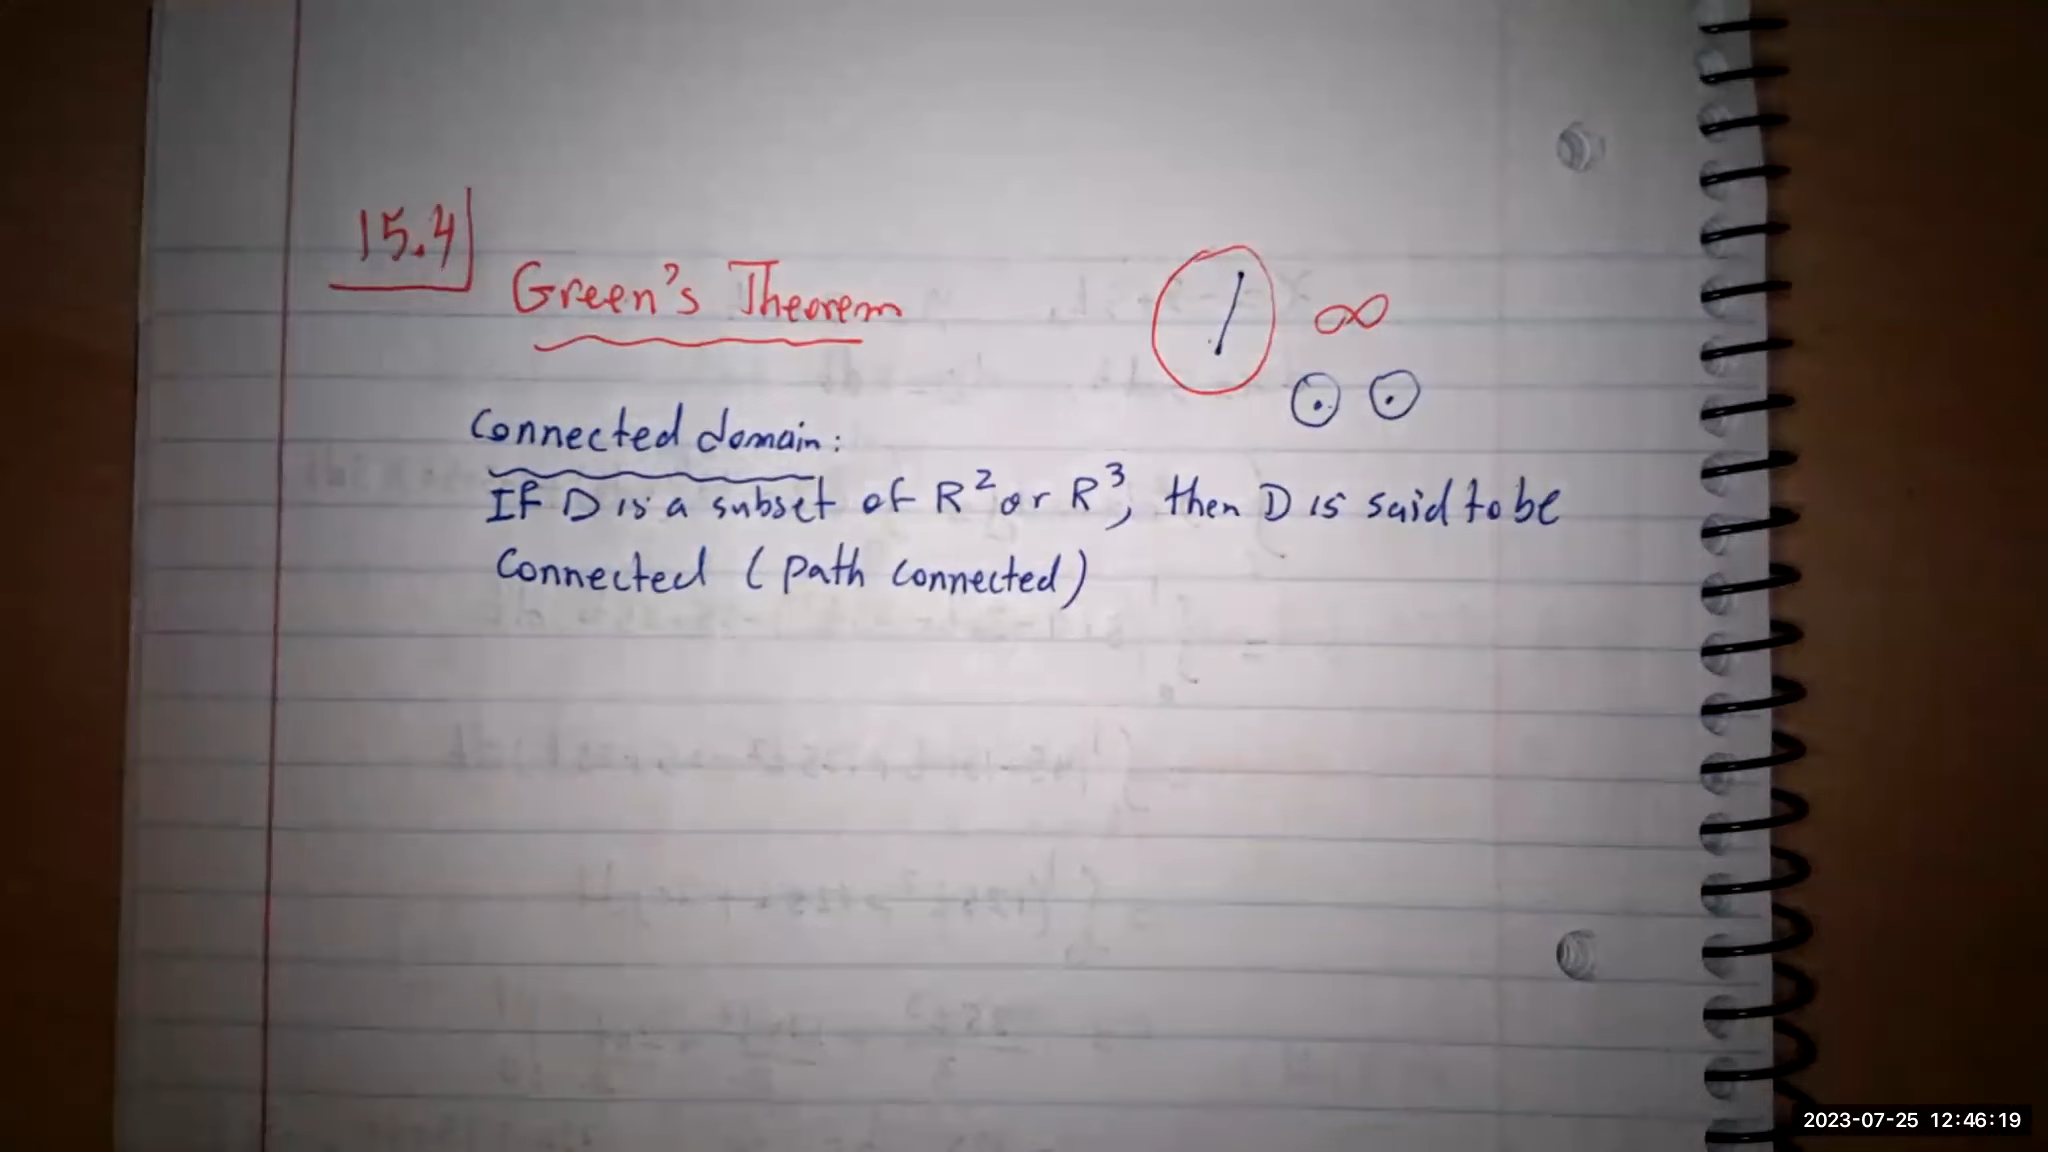 15.4
Green's Theorem
∞
Connected domain:
If D is a subset of R² or R³, then D is said to be
Connected (path connected)
2023-07-25 12:46:19